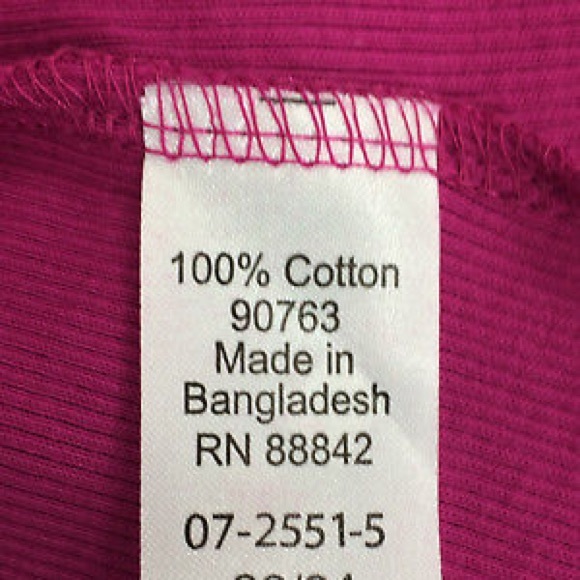 100% Cotton
90763
Made in
Bangladesh
RN 88842
07-2551-5